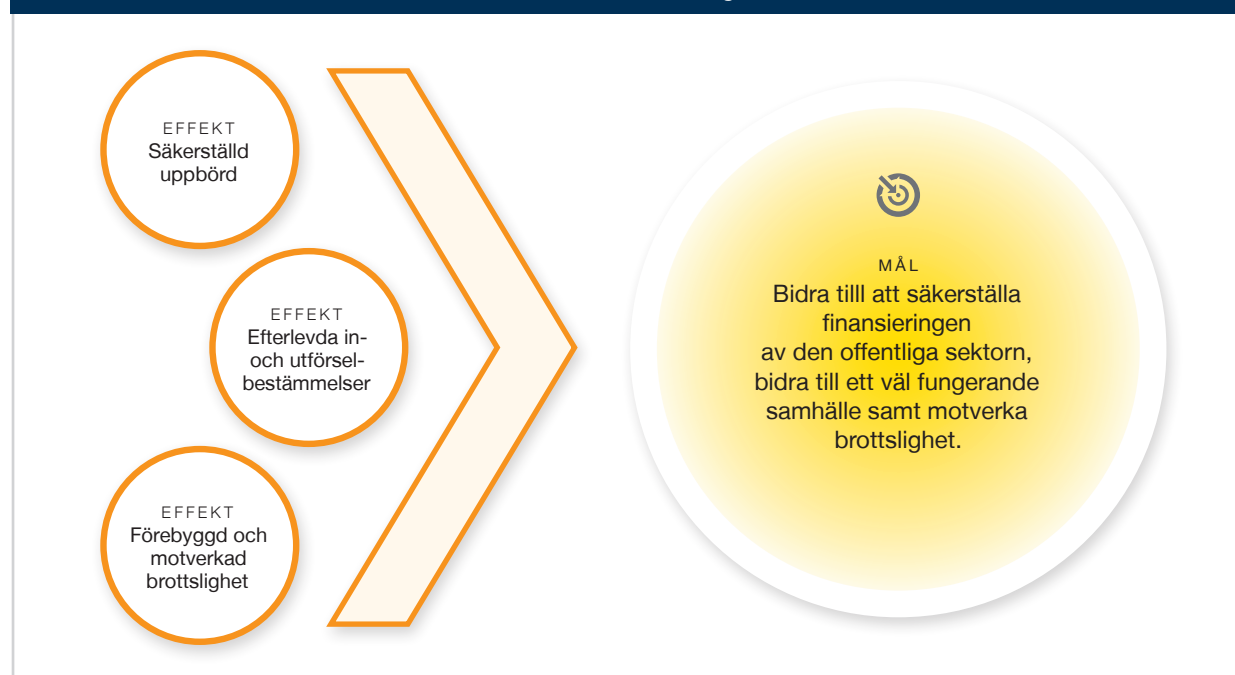 EFFEKT
Säkerställd
uppbörd
EFFEKT
Efterlevda in-
och utförsel-
bestämmelser
EFFEKT
Förebyggd och
motverkad
brottslighet
MÅL
Bidra tilll att säkerställa
finansieringen
av den offentliga sektorn,
bidra till ett väl fungerande
samhälle samt motverka
brottslighet.